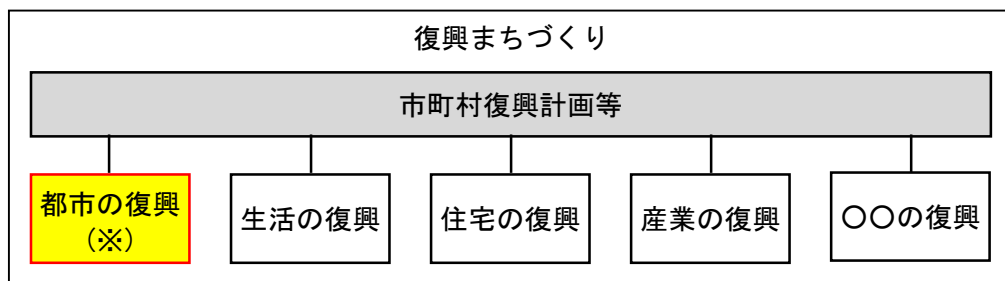 復興まちづくり
市町村復興計画等
都市の復興
（※）
生活の復興
住宅の復興
産業の復興
〇〇の復興